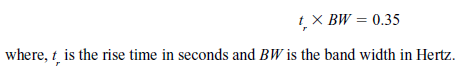 t_r × BW = 0.35
where, t_r is the rise time in seconds and BW is the band width in Hertz.